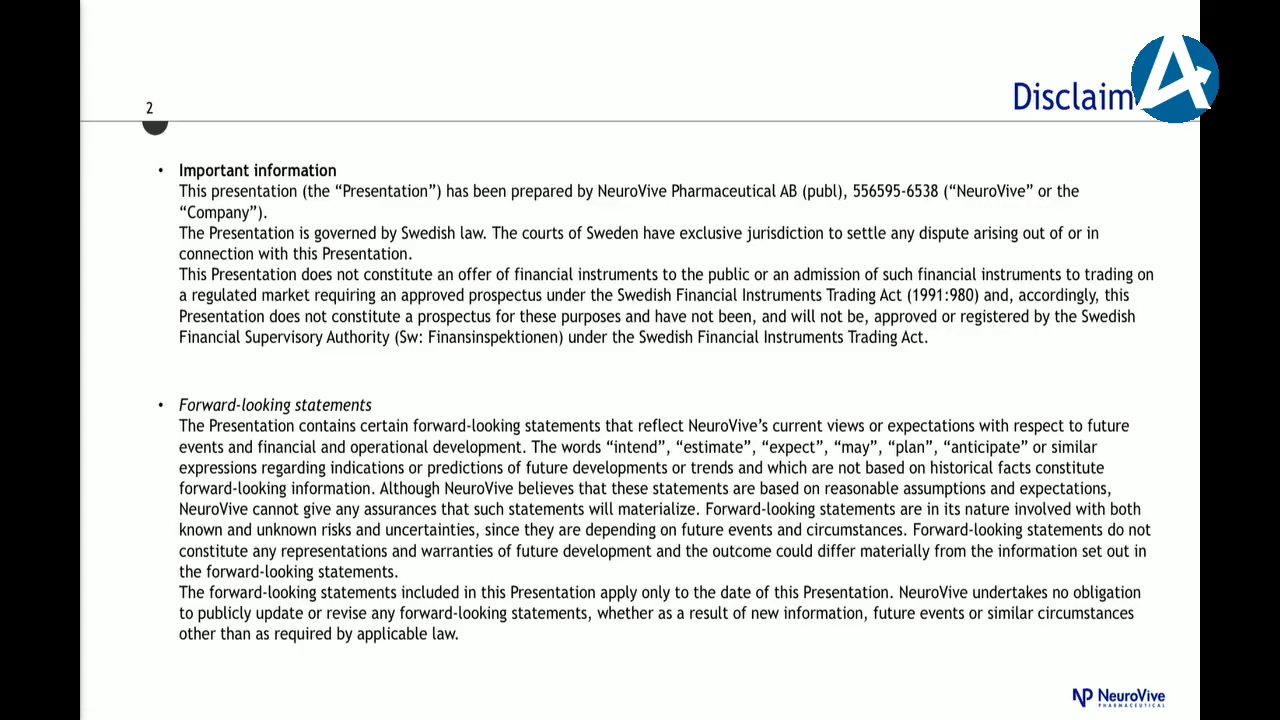 2
Disclaim
• Important information
This presentation (the “Presentation”) has been prepared by NeuroVive Pharmaceutical AB (publ), 556595-6538 (“NeuroVive” or the
“Company”).
The Presentation is governed by Swedish law. The courts of Sweden have exclusive jurisdiction to settle any dispute arising out of or in
connection with this Presentation.
This Presentation does not constitute an offer of financial instruments to the public or an admission of such financial instruments to trading on
a regulated market requiring an approved prospectus under the Swedish Financial Instruments Trading Act (1991:980) and, accordingly, this
Presentation does not constitute a prospectus for these purposes and have not been, and will not be, approved or registered by the Swedish
Financial Supervisory Authority (Sw: Finansinspektionen) under the Swedish Financial Instruments Trading Act.
• Forward-looking statements
The Presentation contains certain forward-looking statements that reflect NeuroVive’s current views or expectations with respect to future
events and financial and operational development. The words “intend”, “estimate”, “expect”, “may”, “plan”, “anticipate” or similar
expressions regarding indications or predictions of future developments or trends and which are not based on historical facts constitute
forward-looking information. Although NeuroVive believes that these statements are based on reasonable assumptions and expectations,
NeuroVive cannot give any assurances that such statements will materialize. Forward-looking statements are in its nature involved with both
known and unknown risks and uncertainties, since they are depending on future events and circumstances. Forward-looking statements do not
constitute any representations and warranties of future development and the outcome could differ materially from the information set out in
the forward-looking statements.
The forward-looking statements included in this Presentation apply only to the date of this Presentation. NeuroVive undertakes no obligation
to publicly update or revise any forward-looking statements, whether as a result of new information, future events or similar circumstances
other than as required by applicable law.
NP NeuroVive
PHARMACEUTICAL